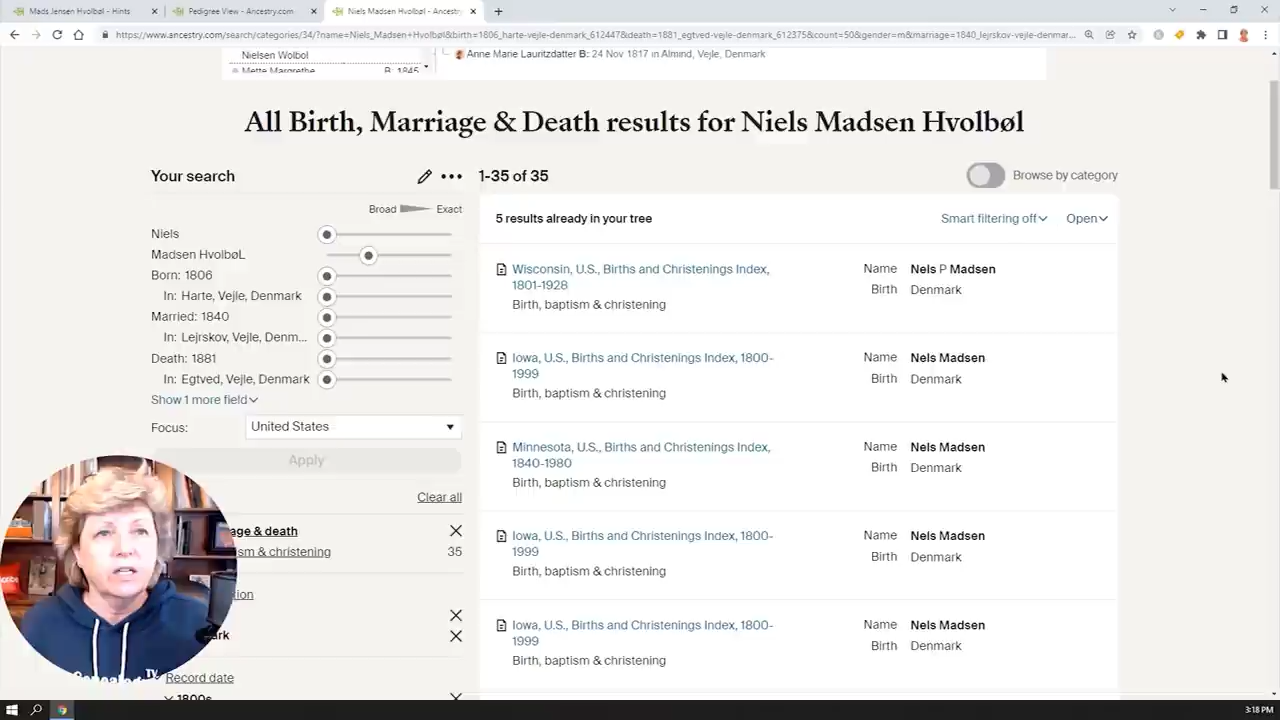 Mads Jensen Hvolbøl - Hints
Pedigree View - Ancestry.com
Niels Madsen Hvolbøl - Ancestry
https://www.ancestry.com/search/categories/34/?name=Niels_Madsen+Hvolbøl&birth=1806_harte-vejle-denmark_612447&death=1881_egtved-vejle-denmark_612375&count=50&gender=m&marriage=1840_lejrskov-vejle-denm...
Nielsen Wolbol
Anne Marie Lauritzdatter B: 24 Nov 1817 in Almind, Vejle, Denmark
Mette Margrethe
B: 1845
All Birth, Marriage & Death results for Niels Madsen Hvolbøl
Your search
1-35 of 35
Browse by category
Broad
Exact
5 results already in your tree
Smart filtering off
Open
Niels
Madsen HvolbøL
Born: 1806
In: Harte, Vejle, Denmark
Married: 1840
In: Lejrskov, Vejle, Denm...
Death: 1881
In: Egtved, Vejle, Denmark
Show 1 more field
Focus:
United States
Apply
Clear all
age & death
sm & christening
35
tion
ark
Record date
1800s
Wisconsin, U.S., Births and Christenings Index,
1801-1928
Birth, baptism & christening
Name
Nels P Madsen
Birth
Denmark
Iowa, U.S., Births and Christenings Index, 1800-
1999
Birth, baptism & christening
Name
Nels Madsen
Birth
Denmark
Minnesota, U.S., Births and Christenings Index,
1840-1980
Birth, baptism & christening
Name
Nels Madsen
Birth
Denmark
Iowa, U.S., Births and Christenings Index, 1800-
1999
Birth, baptism & christening
Name
Nels Madsen
Birth
Denmark
Iowa, U.S., Births and Christenings Index, 1800-
1999
Birth, baptism & christening
Name
Nels Madsen
Birth
Denmark
TV
3:18 PM